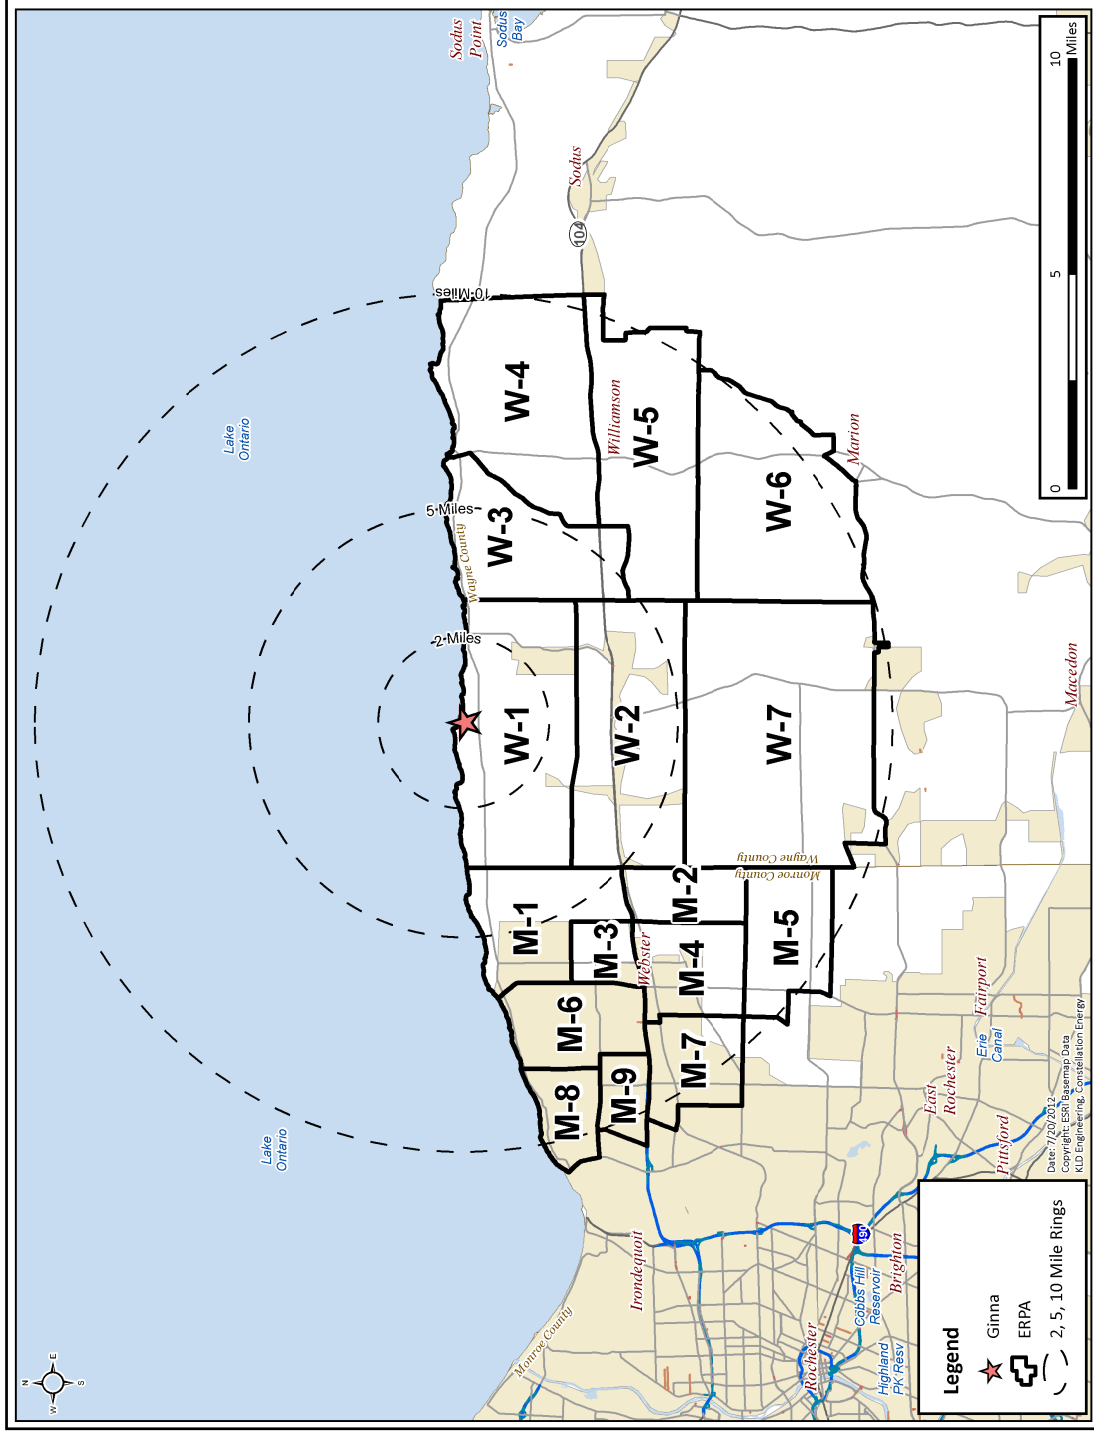 N
W
E
S
Lake
Ontario
Lake
Ontario
Sodus
Point
Sodus
Bay
Sodus
104
10 Miles
5 Miles
2 Miles
Wayne County
W-4
W-3
W-1
W-5
Williamson
W-2
W-6
W-7
Marion
Macedon
M-1
M-2
M-3
M-4
M-5
M-6
M-7
M-8
M-9
Webster
Wayne County
Monroe County
Monroe County
Irondequoit
Rochester
Brighton
490
Cobbs Hill
Reservoir
Highland
PK Resv
Pittsford
East
Rochester
Fairport
Erie
Canal
Date: 7/20/2012
Copyright: ESRI Basemap Data
KLD Engineering, Constellation Energy
Legend
Ginna
ERPA
2, 5, 10 Mile Rings
0
5
10
Miles